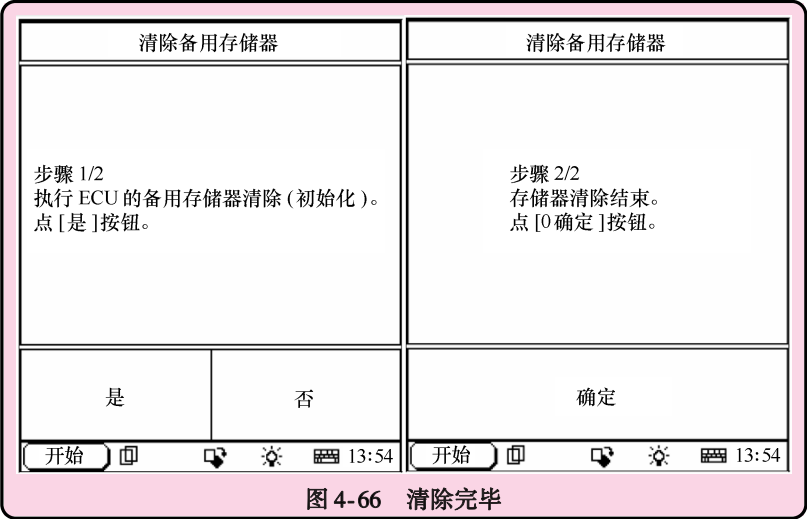 清除备用存储器
步骤 1/2
执行 ECU 的备用存储器清除 (初始化)。
点 [是]按钮。
是
否
开始
13:54
清除备用存储器
步骤 2/2
存储器清除结束。
点 [0 确定]按钮。
确定
开始
13:54
图 4-66 清除完毕